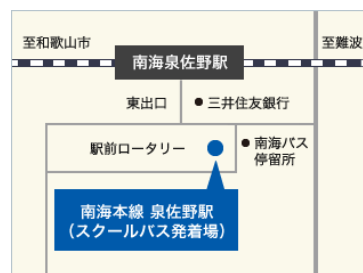 至和歌山市
南海泉佐野駅
至難波
東出口
三井住友銀行
駅前ロータリー
南海バス
停留所
南海本線 泉佐野駅
（スクールバス発着場）